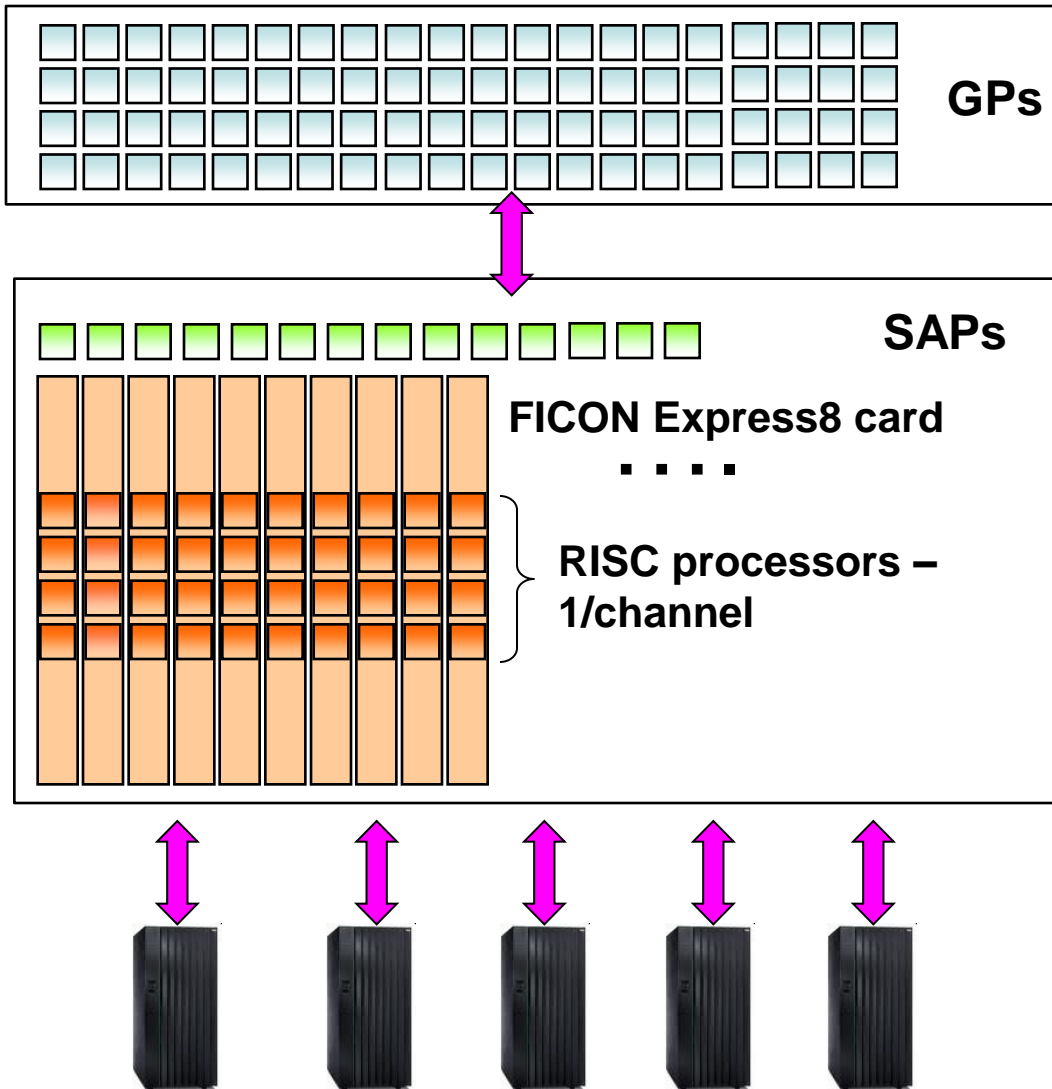 GPs
SAPs
FICON Express8 card
. . . .
RISC processors –
1/channel